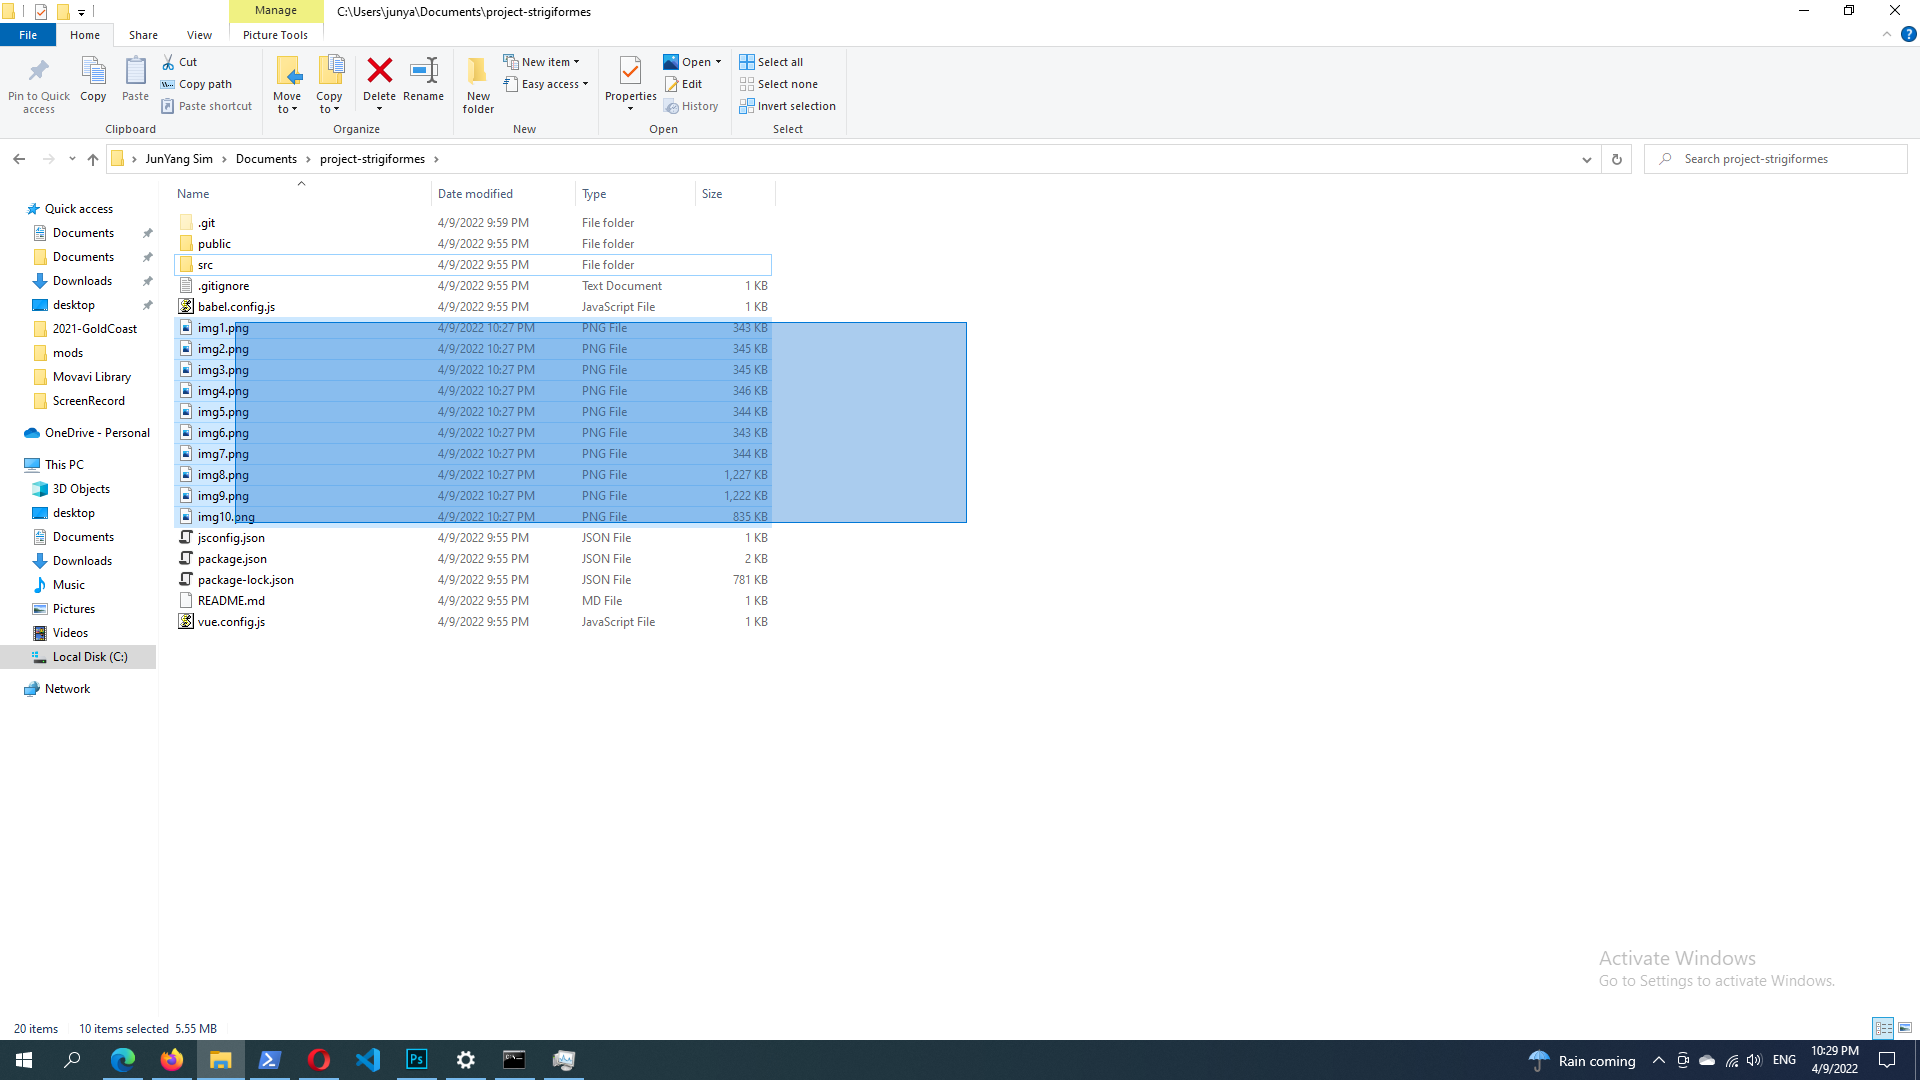 Manage
C:\Users\junya\Documents\project-strigiformes
File
Home
Share
View
Picture Tools
Pin to Quick access
Copy
Paste
Cut
Copy path
Paste shortcut
Clipboard
Move to
Copy to
Delete
Rename
Organize
New folder
New item
Easy access
New
Properties
Open
Edit
History
Open
Select all
Select none
Invert selection
Select
JunYang Sim > Documents > project-strigiformes >
Search project-strigiformes
Quick access
Documents
Documents
Downloads
desktop
2021-GoldCoast
mods
Movavi Library
ScreenRecord
OneDrive - Personal
This PC
3D Objects
desktop
Documents
Downloads
Music
Pictures
Videos
Local Disk (C:)
Network
Name Date modified Type Size
.git 4/9/2022 9:59 PM File folder
public 4/9/2022 9:55 PM File folder
src 4/9/2022 9:55 PM File folder
.gitignore 4/9/2022 9:55 PM Text Document 1 KB
babel.config.js 4/9/2022 9:55 PM JavaScript File 1 KB
img1.png 4/9/2022 10:27 PM PNG File 343 KB
img2.png 4/9/2022 10:27 PM PNG File 345 KB
img3.png 4/9/2022 10:27 PM PNG File 345 KB
img4.png 4/9/2022 10:27 PM PNG File 346 KB
img5.png 4/9/2022 10:27 PM PNG File 344 KB
img6.png 4/9/2022 10:27 PM PNG File 343 KB
img7.png 4/9/2022 10:27 PM PNG File 344 KB
img8.png 4/9/2022 10:27 PM PNG File 1,227 KB
img9.png 4/9/2022 10:27 PM PNG File 1,222 KB
img10.png 4/9/2022 10:27 PM PNG File 835 KB
jsconfig.json 4/9/2022 9:55 PM JSON File 1 KB
package.json 4/9/2022 9:55 PM JSON File 2 KB
package-lock.json 4/9/2022 9:55 PM JSON File 781 KB
README.md 4/9/2022 9:55 PM MD File 1 KB
vue.config.js 4/9/2022 9:55 PM JavaScript File 1 KB
Activate Windows
Go to Settings to activate Windows.
20 items 10 items selected 5.55 MB
Ps
Rain coming
ENG
10:29 PM
4/9/2022